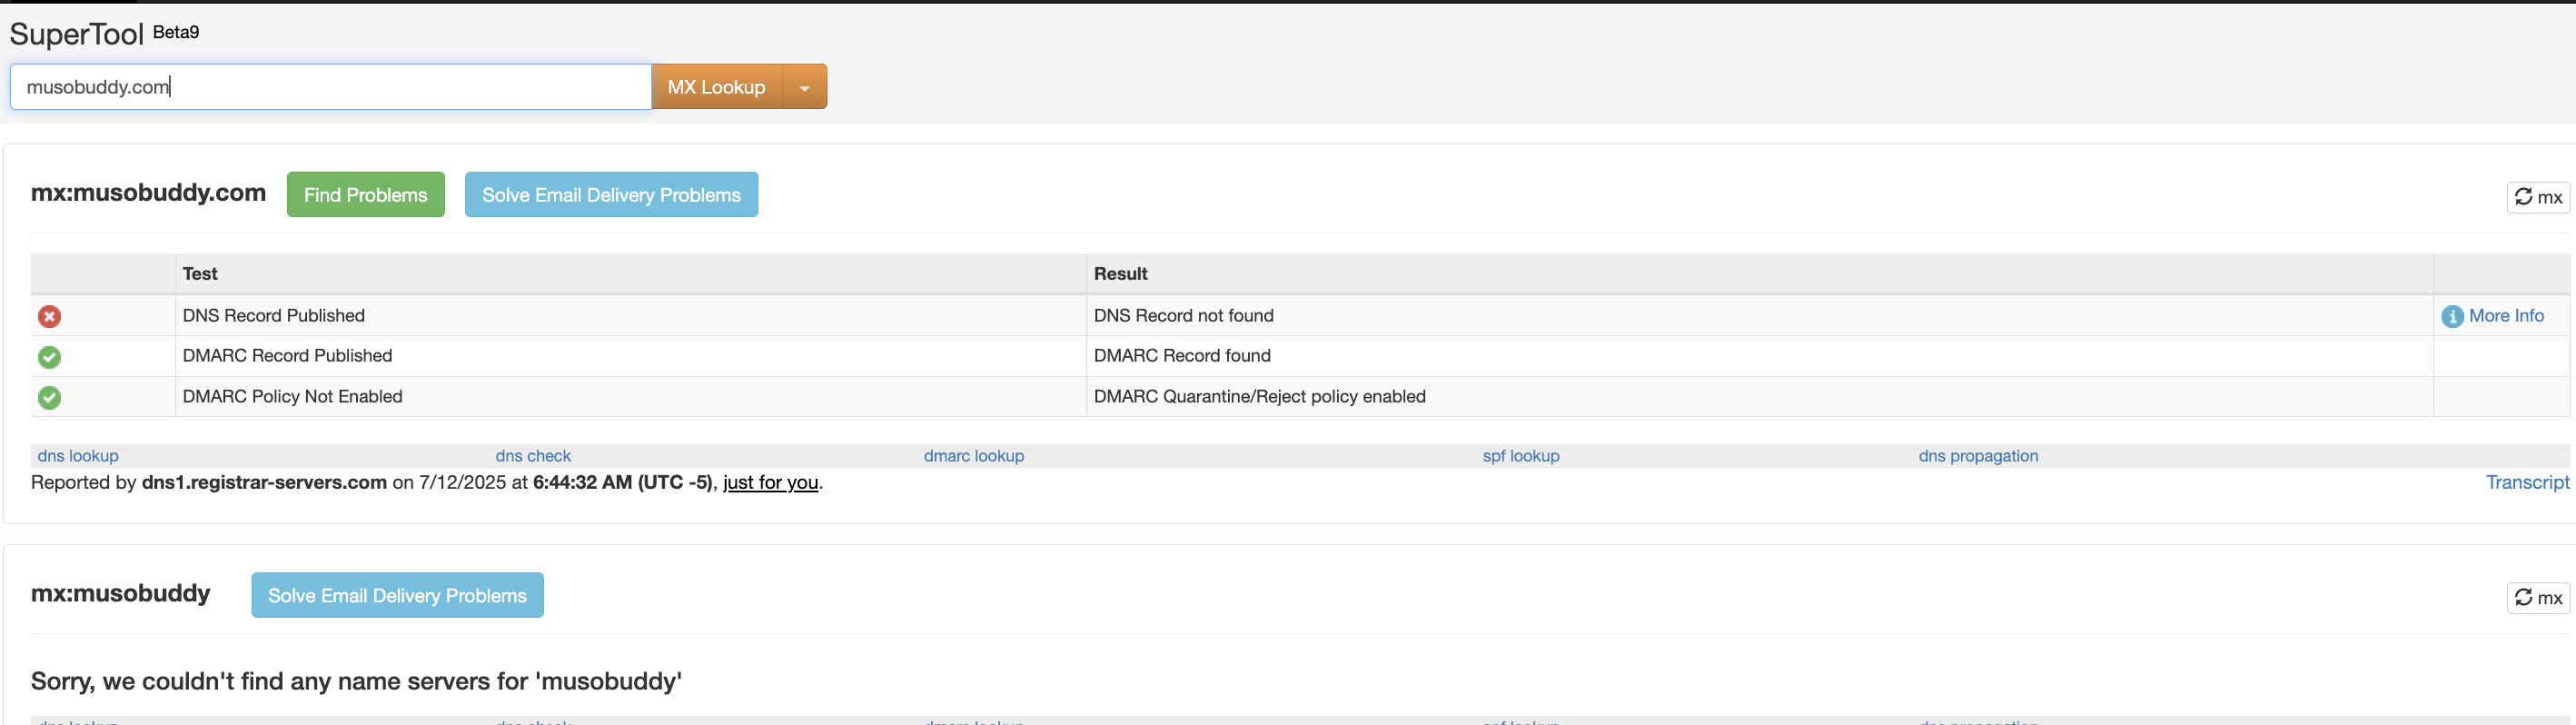 SuperTool Beta9
musobuddy.com MX Lookup
mx:musobuddy.com Find Problems Solve Email Delivery Problems mx
Test Result
DNS Record Published DNS Record not found More Info
DMARC Record Published DMARC Record found
DMARC Policy Not Enabled DMARC Quarantine/Reject policy enabled
dns lookup dns check dmarc lookup spf lookup dns propagation
Reported by dns1.registrar-servers.com on 7/12/2025 at 6:44:32 AM (UTC -5), just for you. Transcript
mx:musobuddy Solve Email Delivery Problems mx
Sorry, we couldn't find any name servers for 'musobuddy'